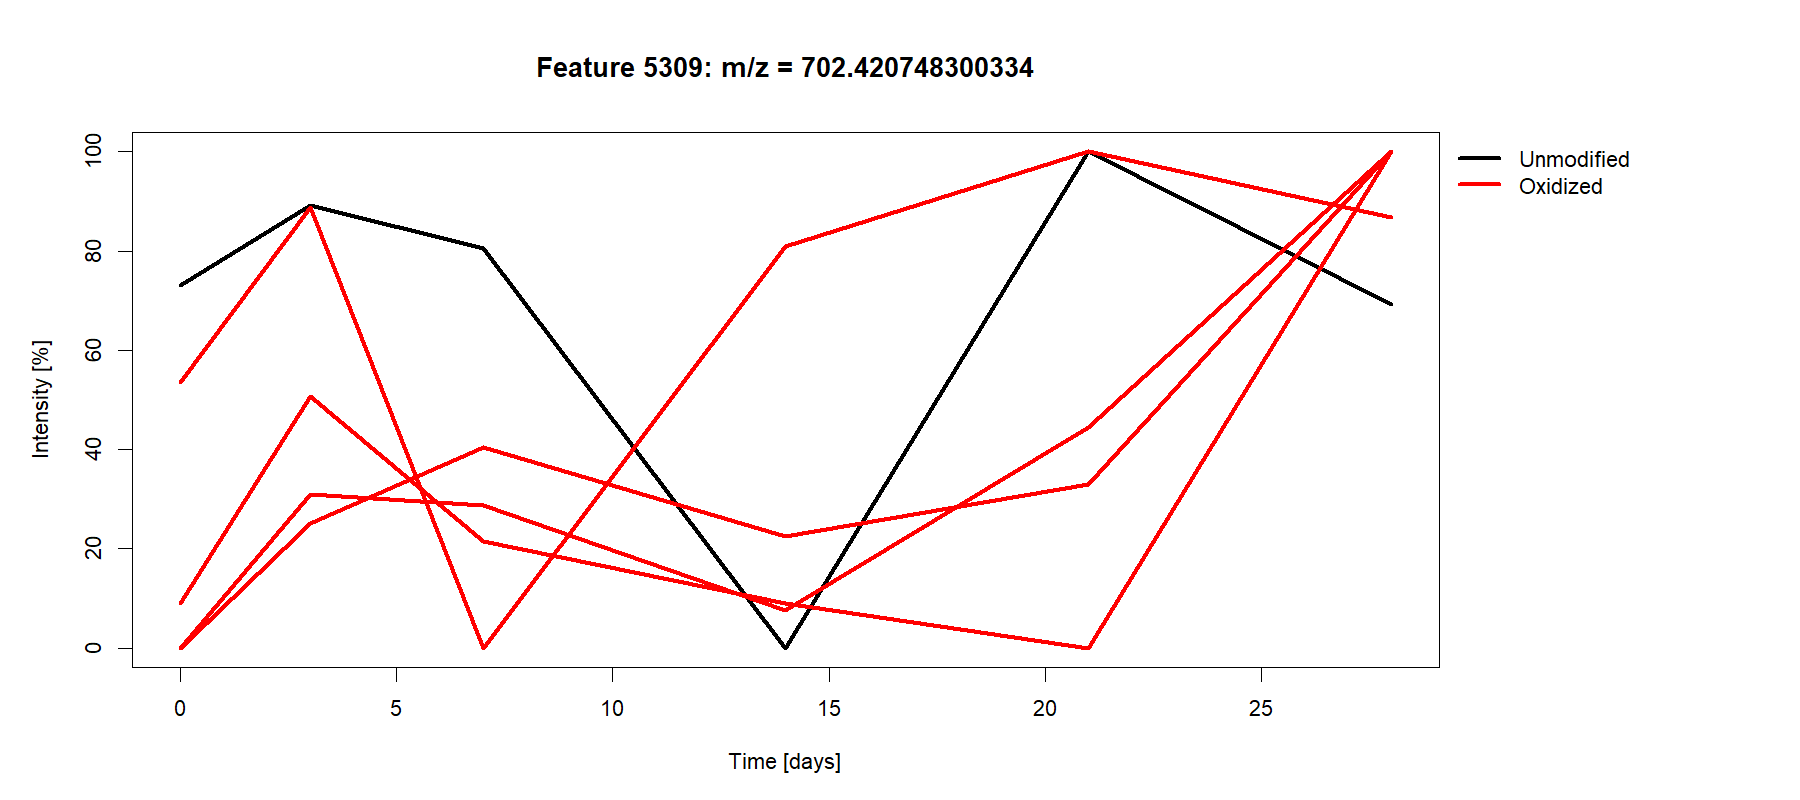 Feature 5309: m/z = 702.420748300334
Unmodified
Oxidized
Intensity [%]
100
80
60
40
20
0
0 5 10 15 20 25
Time [days]